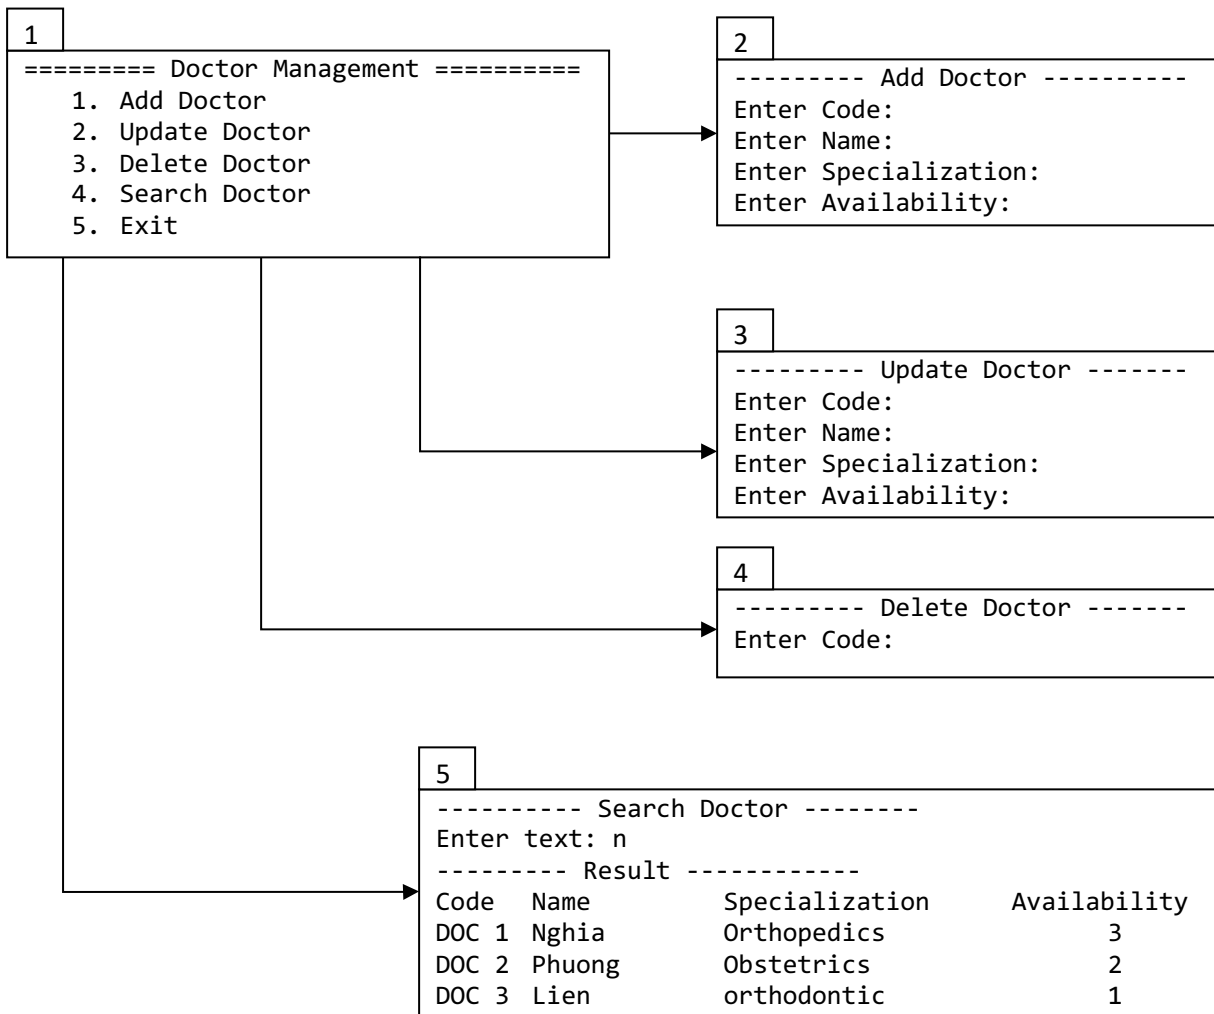 1
========= Doctor Management ==========
1. Add Doctor
2. Update Doctor
3. Delete Doctor
4. Search Doctor
5. Exit
2
--------- Add Doctor ----------
Enter Code:
Enter Name:
Enter Specialization:
Enter Availability:
3
--------- Update Doctor -------
Enter Code:
Enter Name:
Enter Specialization:
Enter Availability:
4
--------- Delete Doctor -------
Enter Code:
5
---------- Search Doctor --------
Enter text: n
--------- Result ------------
Code Name Specialization Availability
DOC 1 Nghia Orthopedics 3
DOC 2 Phuong Obstetrics 2
DOC 3 Lien orthodontic 1